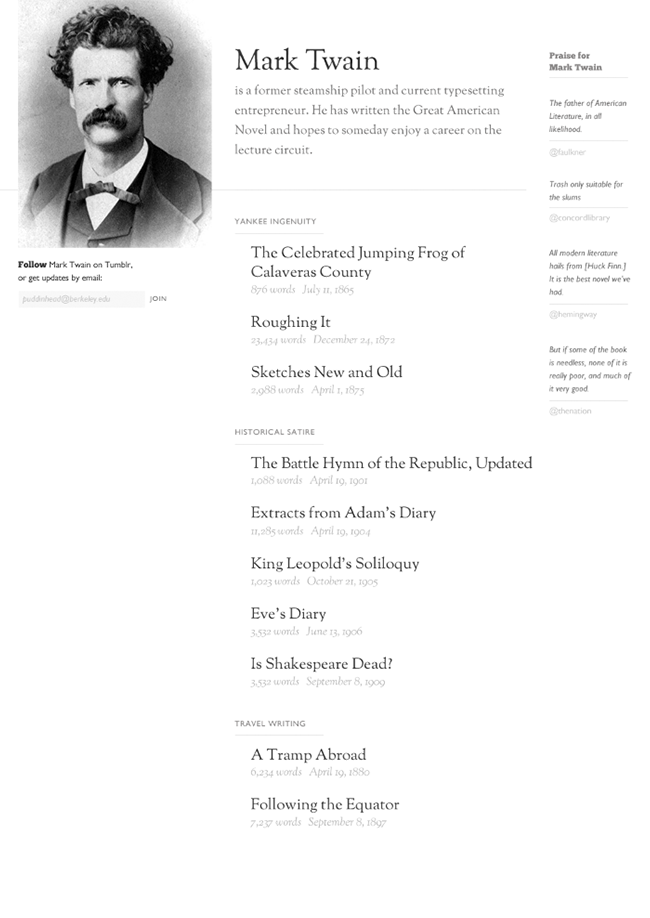 Mark Twain
is a former steamship pilot and current typesetting
entrepreneur. He has written the Great American
Novel and hopes to someday enjoy a career on the
lecture circuit.
Follow Mark Twain on Tumblr,
or get updates by email:
puddinhead@berkeley.edu JOIN
YANKEE INGENUITY
The Celebrated Jumping Frog of
Calaveras County
876 words July 11, 1865
Roughing It
23,434 words December 24, 1872
Sketches New and Old
2,988 words April 1, 1875
HISTORICAL SATIRE
The Battle Hymn of the Republic, Updated
1,088 words April 19, 1901
Extracts from Adam's Diary
11,285 words April 19, 1904
King Leopold's Soliloquy
1,023 words October 21, 1905
Eve's Diary
3,532 words June 13, 1906
Is Shakespeare Dead?
3,532 words September 8, 1909
TRAVEL WRITING
A Tramp Abroad
6,234 words April 19, 1880
Following the Equator
7,237 words September 8, 1897
Praise for
Mark Twain
The father of American
Literature, in all
likelihood.
@faulkner
Trash only suitable for
the slums
@concordlibrary
All modern literature
hails from [Huck Finn.]
It is the best novel we've
had.
@hemingway
But if some of the book
is needless, none of it is
really poor, and much of
it very good.
@thenation